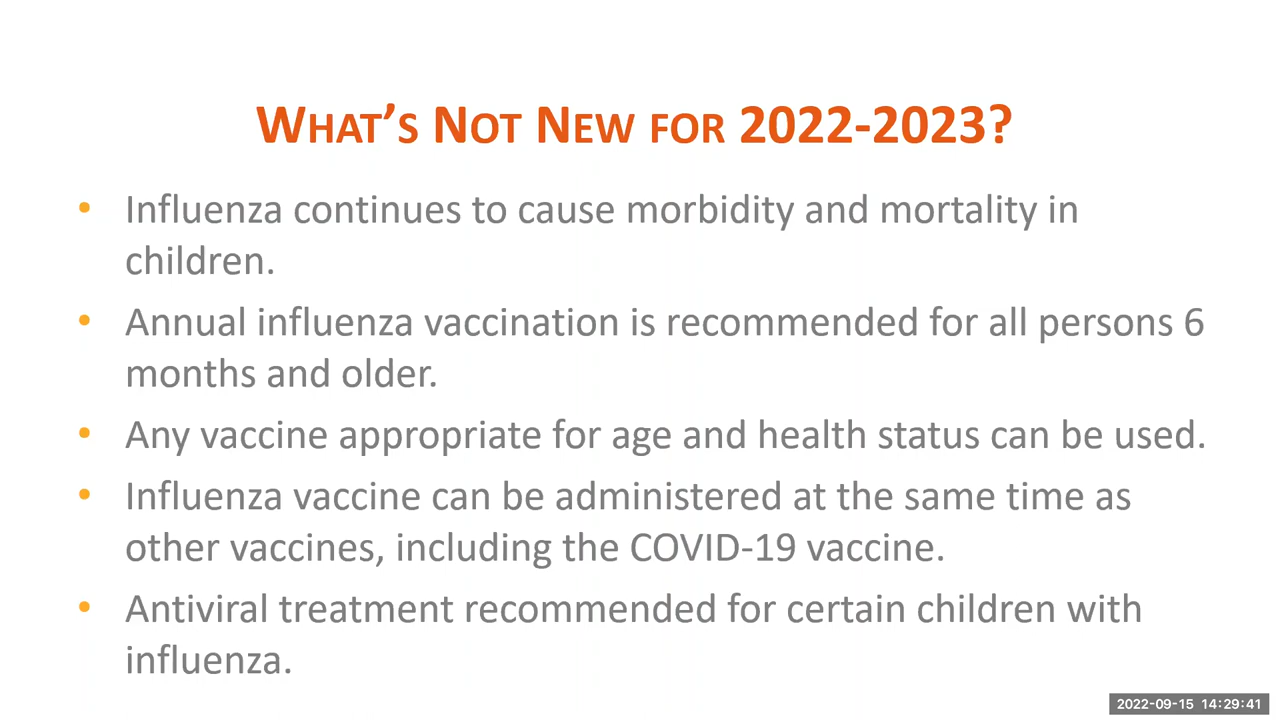 What's Not New for 2022-2023?
• Influenza continues to cause morbidity and mortality in
children.
• Annual influenza vaccination is recommended for all persons 6
months and older.
• Any vaccine appropriate for age and health status can be used.
• Influenza vaccine can be administered at the same time as
other vaccines, including the COVID-19 vaccine.
• Antiviral treatment recommended for certain children with
influenza.
2022-09-15 14:29:41